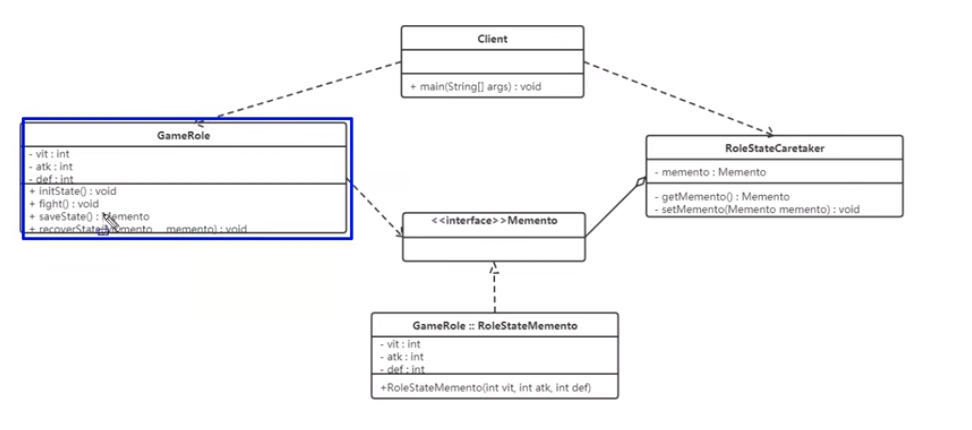 Client
+ main(String[] args) : void
GameRole
- vit : int
- atk : int
- def : int
+ initState() : void
+ fight() : void
+ saveState() : Memento
+ recoverState(Memento memento) : void
RoleStateCaretaker
- memento : Memento
- getMemento() : Memento
- setMemento(Memento memento) : void
<<interface>>Memento
GameRole :: RoleStateMemento
- vit : int
- atk : int
- def : int
+RoleStateMemento(int vit, int atk, int def)